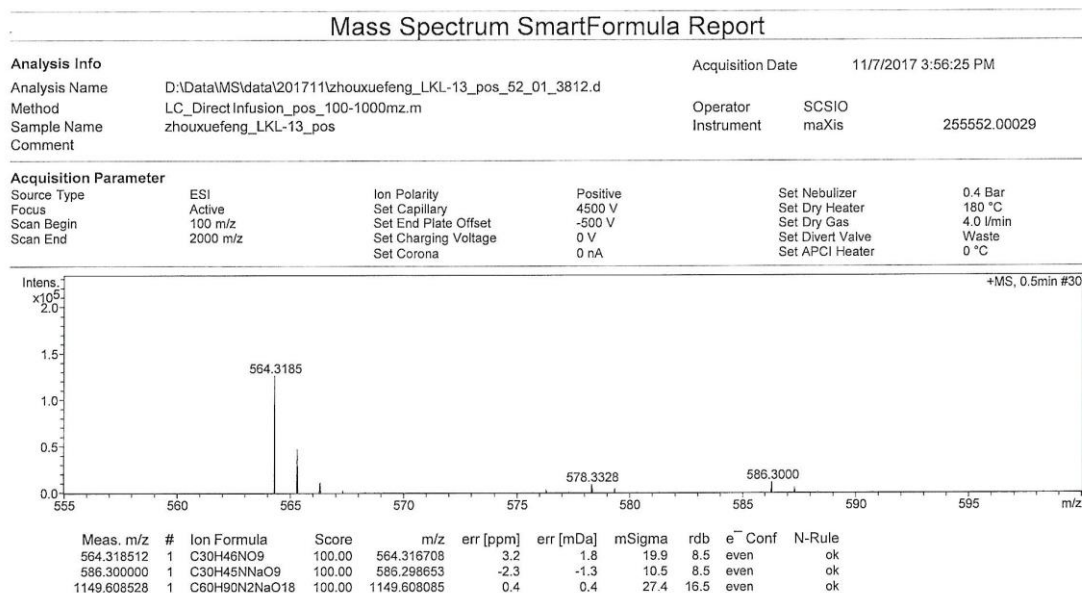 Mass Spectrum SmartFormula Report
Analysis Info
Acquisition Date 11/7/2017 3:56:25 PM
Analysis Name D:\Data\MS\data\201711\zhouxuefeng_LKL-13_pos_52_01_3812.d
Method LC_Direct Infusion_pos_100-1000mz.m
Operator SCSIO
Sample Name zhouxuefeng_LKL-13_pos
Instrument maXis 255552.00029
Comment
Acquisition Parameter
Source Type ESI Ion Polarity Positive Set Nebulizer 0.4 Bar
Focus Active Set Capillary 4500 V Set Dry Heater 180 °C
Scan Begin 100 m/z Set End Plate Offset -500 V Set Dry Gas 4.0 l/min
Scan End 2000 m/z Set Charging Voltage 0 V Set Divert Valve Waste
Set Corona 0 nA Set APCI Heater 0 °C
Intens.
x10⁵
+MS, 0.5min #30
2.0
1.5
564.3185
1.0
0.5
578.3328 586.3000
0.0
555 560 565 570 575 580 585 590 595 m/z
Meas. m/z # Ion Formula Score m/z err [ppm] err [mDa] mSigma rdb e⁻ Conf N-Rule
564.318512 1 C30H46NO9 100.00 564.316708 3.2 1.8 19.9 8.5 even ok
586.300000 1 C30H45NNaO9 100.00 586.298653 -2.3 -1.3 10.5 8.5 even ok
1149.608528 1 C60H90N2NaO18 100.00 1149.608085 0.4 0.4 27.4 16.5 even ok